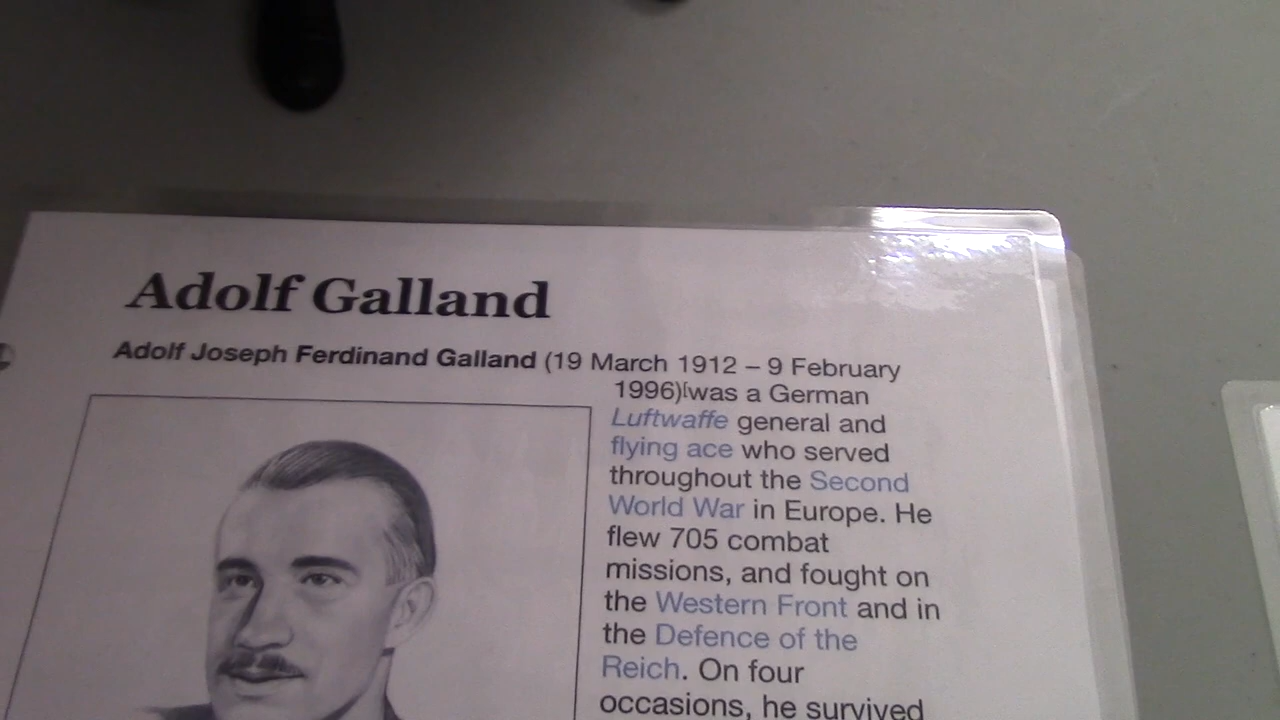 Adolf Galland
Adolf Joseph Ferdinand Galland (19 March 1912 – 9 February
1996)[was a German
Luftwaffe general and
flying ace who served
throughout the Second
World War in Europe. He
flew 705 combat
missions, and fought on
the Western Front and in
the Defence of the
Reich. On four
occasions, he survived